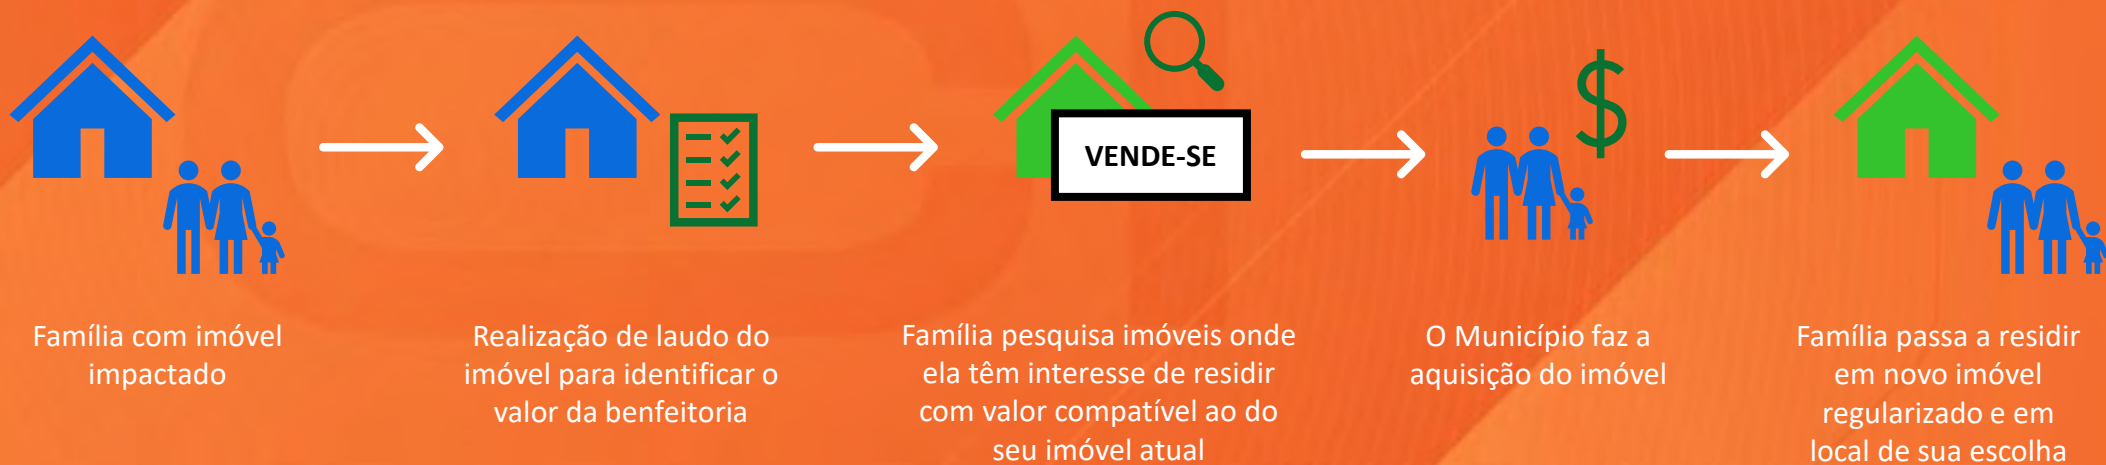 VENDE-SE
Família com imóvel
impactado
Realização de laudo do
imóvel para identificar o
valor da benfeitoria
Família pesquisa imóveis onde
ela têm interesse de residir
com valor compatível ao do
seu imóvel atual
O Município faz a
aquisição do imóvel
Família passa a residir
em novo imóvel
regularizado e em
local de sua escolha